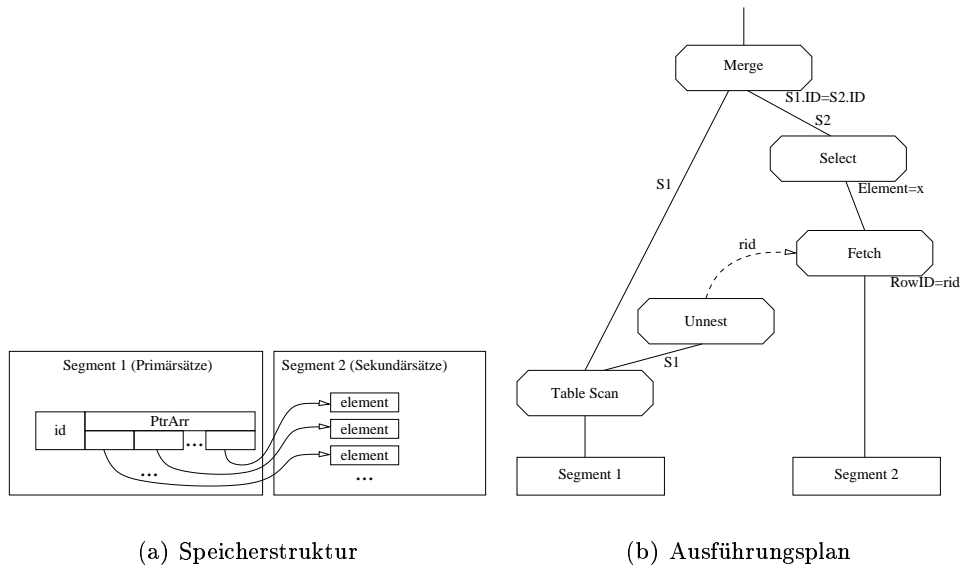 Segment 1 (Primärsätze)
id
PtrArr
...
...
Segment 2 (Sekundärsätze)
element
element
element
...
(a) Speicherstruktur
Merge
S1.ID=S2.ID
S2
Select
Element=x
S1
rid
Fetch
RowID=rid
Unnest
S1
Table Scan
Segment 1
Segment 2
(b) Ausführungsplan